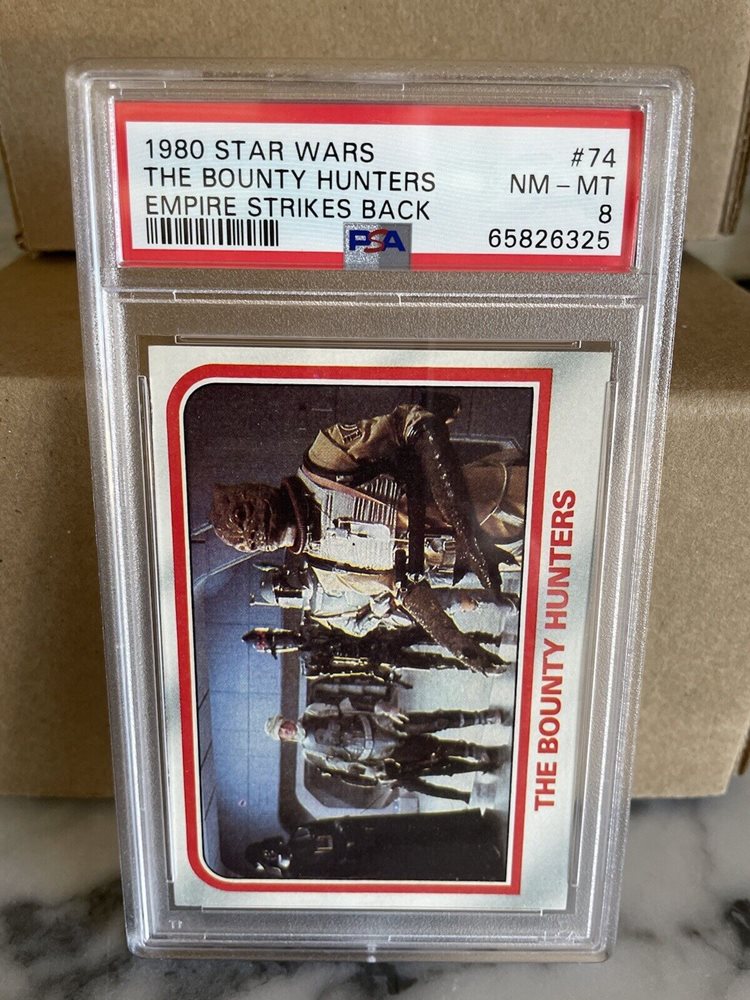 1980 STAR WARS #74
THE BOUNTY HUNTERS NM - MT
EMPIRE STRIKES BACK 8
PSA 65826325
THE BOUNTY HUNTERS